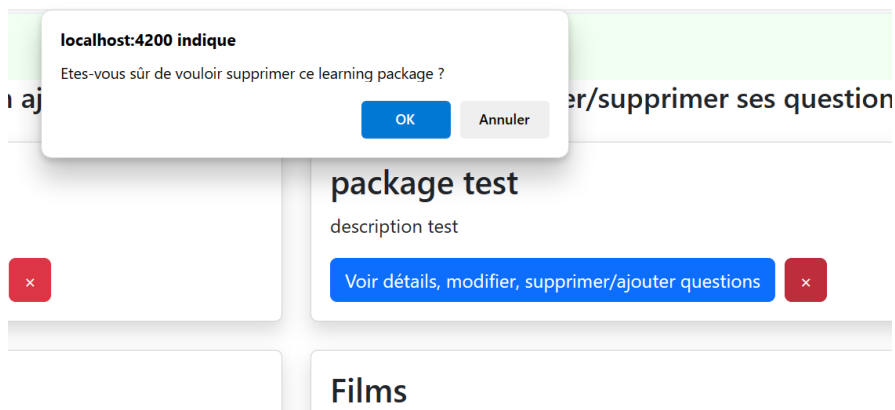 localhost:4200 indique
Etes-vous sûr de vouloir supprimer ce learning package ?
OK
Annuler
er/supprimer ses question
package test
description test
×
Voir détails, modifier, supprimer/ajouter questions
×
Films